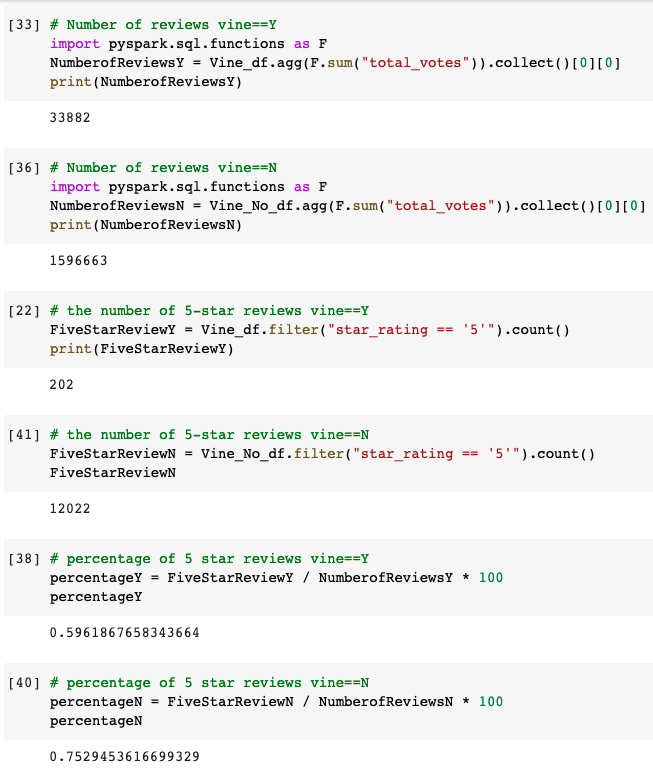 [33] # Number of reviews vine==Y
import pyspark.sql.functions as F
NumberofReviewsY = Vine_df.agg(F.sum("total_votes")).collect()[0][0]
print(NumberofReviewsY)
33882
[36] # Number of reviews vine==N
import pyspark.sql.functions as F
NumberofReviewsN = Vine_No_df.agg(F.sum("total_votes")).collect()[0][0]
print(NumberofReviewsN)
1596663
[22] # the number of 5-star reviews vine==Y
FiveStarReviewY = Vine_df.filter("star_rating == '5'").count()
print(FiveStarReviewY)
202
[41] # the number of 5-star reviews vine==N
FiveStarReviewN = Vine_No_df.filter("star_rating == '5'").count()
FiveStarReviewN
12022
[38] # percentage of 5 star reviews vine==Y
percentageY = FiveStarReviewY / NumberofReviewsY * 100
percentageY
0.5961867658343664
[40] # percentage of 5 star reviews vine==N
percentageN = FiveStarReviewN / NumberofReviewsN * 100
percentageN
0.7529453616699329